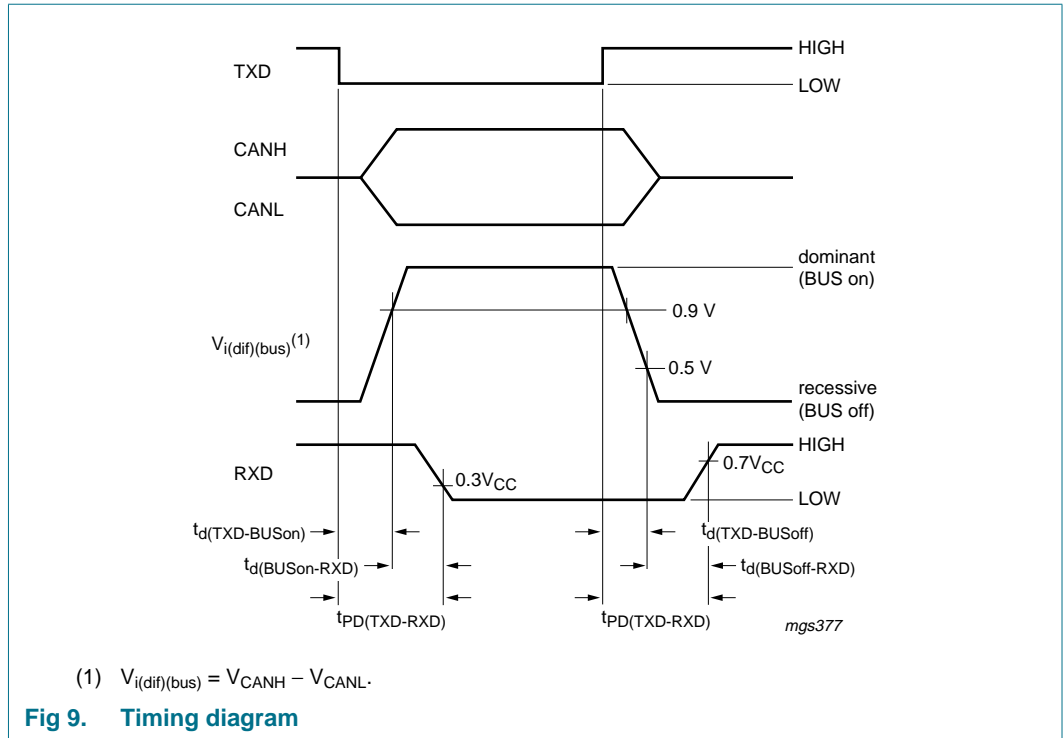 HIGH
TXD
LOW
CANH
CANL
dominant
(BUS on)
0.9 V
Vi(dif)(bus)(1)
0.5 V
recessive
(BUS off)
HIGH
RXD
0.3VCC
0.7VCC
LOW
td(TXD-BUSon)
td(TXD-BUSoff)
td(BUSon-RXD)
td(BUSoff-RXD)
tPD(TXD-RXD)
tPD(TXD-RXD)
mgs377
(1) Vi(dif)(bus) = VCANH − VCANL.
Fig 9. Timing diagram